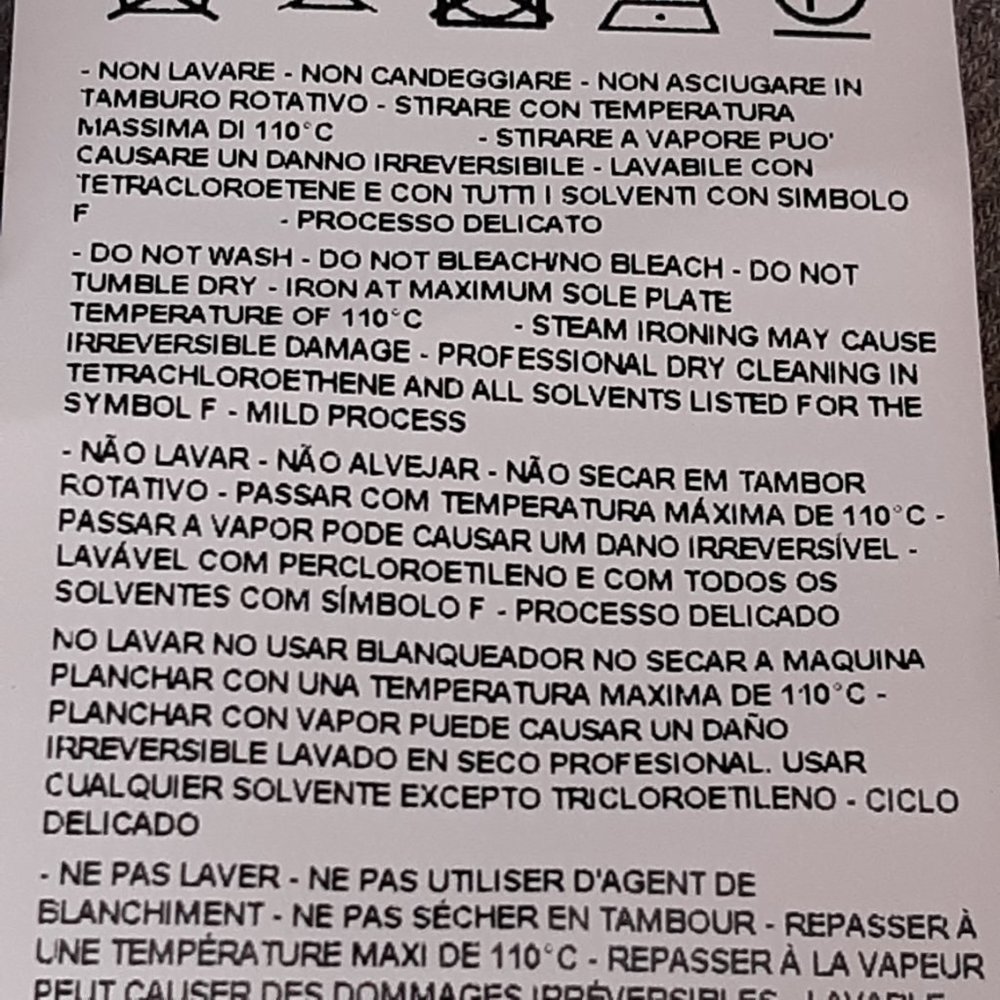 - NON LAVARE - NON CANDEGGIARE - NON ASCIUGARE IN
TAMBURO ROTATIVO - STIRARE CON TEMPERATURA
MASSIMA DI 110°C - STIRARE A VAPORE PUO'
CAUSARE UN DANNO IRREVERSIBILE - LAVABILE CON
TETRACLOROETENE E CON TUTTI I SOLVENTI CON SIMBOLO
F - PROCESSO DELICATO
- DO NOT WASH - DO NOT BLEACH/NO BLEACH - DO NOT
TUMBLE DRY - IRON AT MAXIMUM SOLE PLATE
TEMPERATURE OF 110°C - STEAM IRONING MAY CAUSE
IRREVERSIBLE DAMAGE - PROFESSIONAL DRY CLEANING IN
TETRACHLOROETHENE AND ALL SOLVENTS LISTED FOR THE
SYMBOL F - MILD PROCESS
- NÃO LAVAR - NÃO ALVEJAR - NÃO SECAR EM TAMBOR
ROTATIVO - PASSAR COM TEMPERATURA MÁXIMA DE 110°C -
PASSAR A VAPOR PODE CAUSAR UM DANO IRREVERSÍVEL -
LAVÁVEL COM PERCLOROETILENO E COM TODOS OS
SOLVENTES COM SÍMBOLO F - PROCESSO DELICADO
NO LAVAR NO USAR BLANQUEADOR NO SECAR A MAQUINA
PLANCHAR CON UNA TEMPERATURA MAXIMA DE 110°C -
PLANCHAR CON VAPOR PUEDE CAUSAR UN DAÑO
IRREVERSIBLE LAVADO EN SECO PROFESIONAL. USAR
CUALQUIER SOLVENTE EXCEPTO TRICLOROETILENO - CICLO
DELICADO
- NE PAS LAVER - NE PAS UTILISER D'AGENT DE
BLANCHIMENT - NE PAS SÉCHER EN TAMBOUR - REPASSER À
UNE TEMPÉRATURE MAXI DE 110°C - REPASSER À LA VAPEUR
PEUT CAUSER DES DOMMAGES IRRÉVERSIBLES - LAVABLE